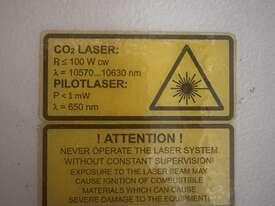 CO₂ LASER:
P₀ ≤ 100 W cw
λ = 10570...10630 nm
PILOTLASER:
P < 1 mW
λ = 650 nm
! ATTENTION !
NEVER OPERATE THE LASER SYSTEM
WITHOUT CONSTANT SUPERVISION!
EXPOSURE TO THE LASER BEAM MAY
CAUSE IGNITION OF COMBUSTIBLE
MATERIALS WHICH CAN CAUSE
SEVERE DAMAGE TO THE EQUIPMENT!